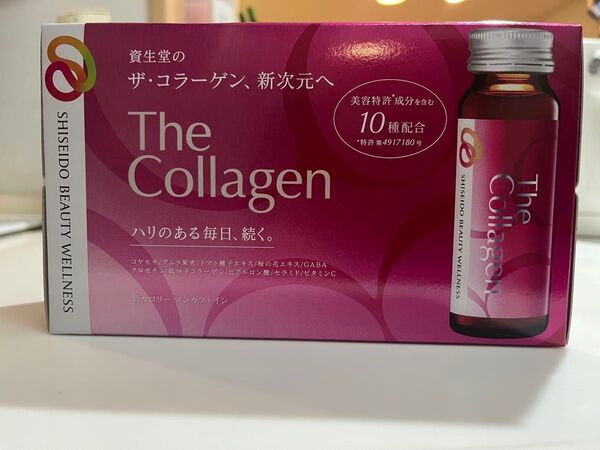 資生堂の
ザ・コラーゲン、新次元へ
The
Collagen
ハリのある毎日、続く。
コケモモ/アムラ果実/トマト種子エキス/桜の花エキス/GABA
クロセチン/低分子コラーゲン/ヒアルロン酸/セラミド/ビタミンC
低カロリー/ノンカフェイン
美容特許*成分を含む
10種配合
*特許 第4917180号
SHISEIDO BEAUTY WELLNESS
The
Collagen
SHISEIDO BEAUTY WELLNESS